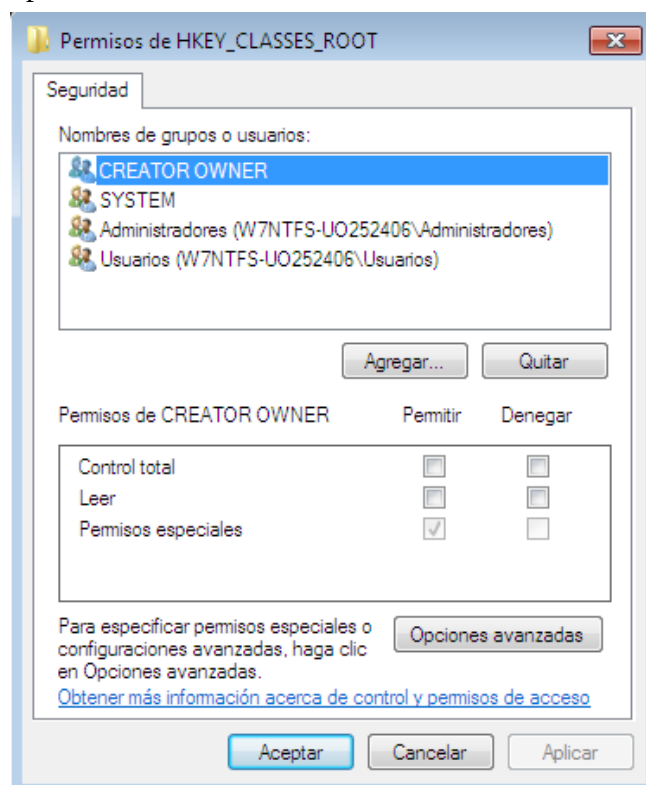 Permisos de HKEY_CLASSES_ROOT
Seguridad
Nombres de grupos o usuarios:
CREATOR OWNER
SYSTEM
Administradores (W7NTFS-UO252406\Administradores)
Usuarios (W7NTFS-UO252406\Usuarios)
Agregar... Quitar
Permisos de CREATOR OWNER Permitir Denegar
Control total
Leer
Permisos especiales
Para especificar permisos especiales o
configuraciones avanzadas, haga clic
en Opciones avanzadas.
Opciones avanzadas
Obtener más información acerca de control y permisos de acceso
Aceptar Cancelar Aplicar